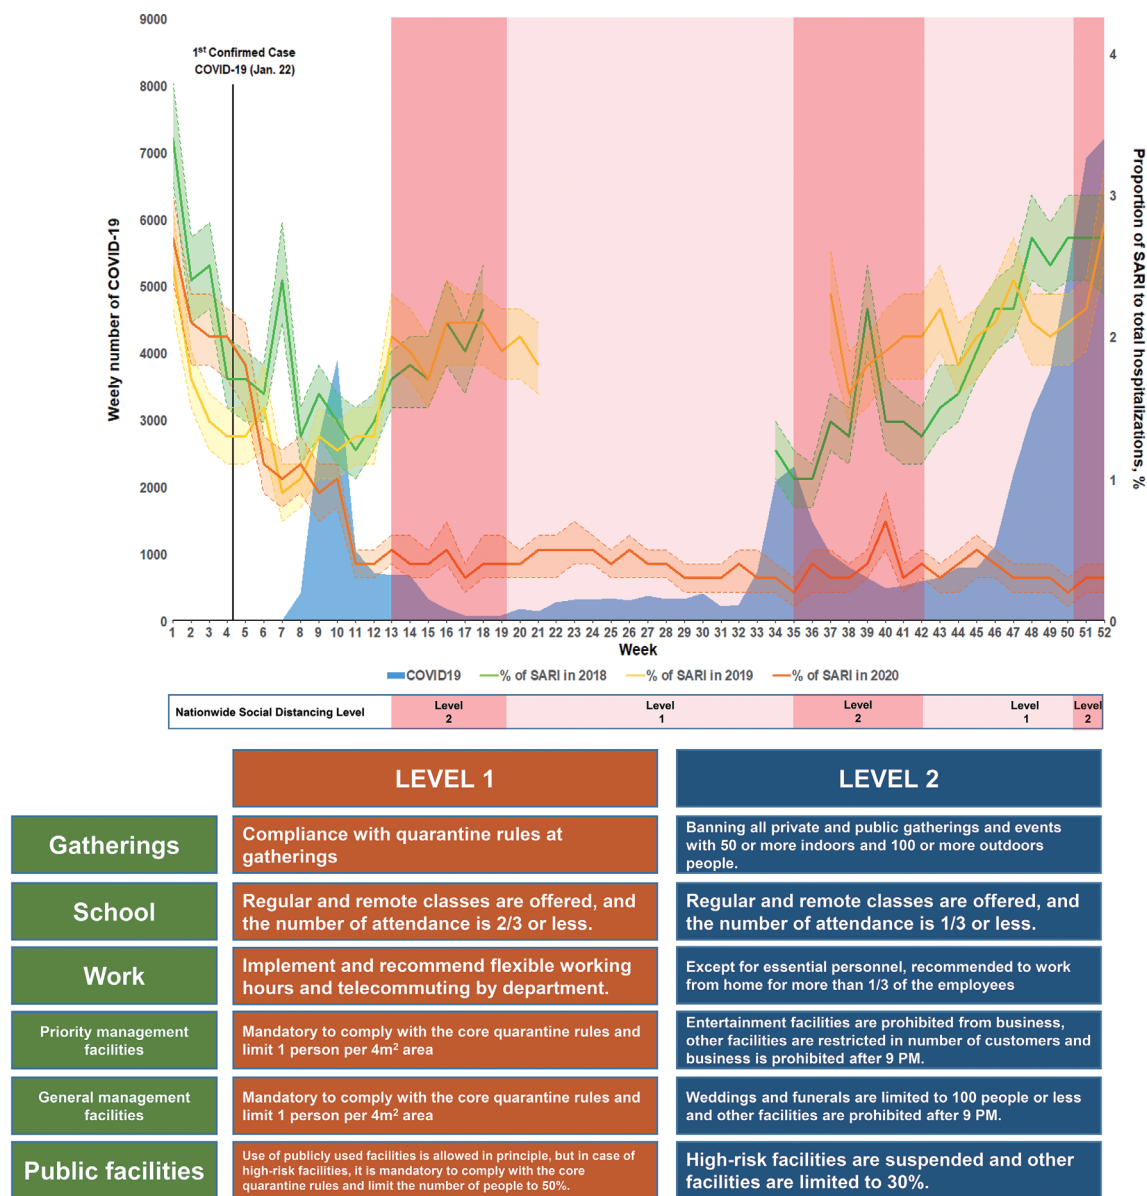 9000
8000
7000
6000
5000
4000
3000
2000
1000
0
Weely number of COVID-19
1st Confirmed Case
COVID-19 (Jan. 22)
4
3
2
1
0
Proportion of SARI to total hospitalizations, %
1 2 3 4 5 6 7 8 9 10 11 12 13 14 15 16 17 18 19 20 21 22 23 24 25 26 27 28 29 30 31 32 33 34 35 36 37 38 39 40 41 42 43 44 45 46 47 48 49 50 51 52
Week
COVID19 % of SARI in 2018 % of SARI in 2019 % of SARI in 2020
Nationwide Social Distancing Level
Level
2
Level
1
Level
2
Level
1
Level
2
LEVEL 1
LEVEL 2
Gatherings
Compliance with quarantine rules at
gatherings
Banning all private and public gatherings and events
with 50 or more indoors and 100 or more outdoors
people.
School
Regular and remote classes are offered, and
the number of attendance is 2/3 or less.
Regular and remote classes are offered, and
the number of attendance is 1/3 or less.
Work
Implement and recommend flexible working
hours and telecommuting by department.
Except for essential personnel, recommended to work
from home for more than 1/3 of the employees
Priority management
facilities
Mandatory to comply with the core quarantine rules and
limit 1 person per 4m² area
Entertainment facilities are prohibited from business,
other facilities are restricted in number of customers and
business is prohibited after 9 PM.
General management
facilities
Mandatory to comply with the core quarantine rules and
limit 1 person per 4m² area
Weddings and funerals are limited to 100 people or less
and other facilities are prohibited after 9 PM.
Public facilities
Use of publicly used facilities is allowed in principle, but in case of
high-risk facilities, it is mandatory to comply with the core
quarantine rules and limit the number of people to 50%.
High-risk facilities are suspended and other
facilities are limited to 30%.